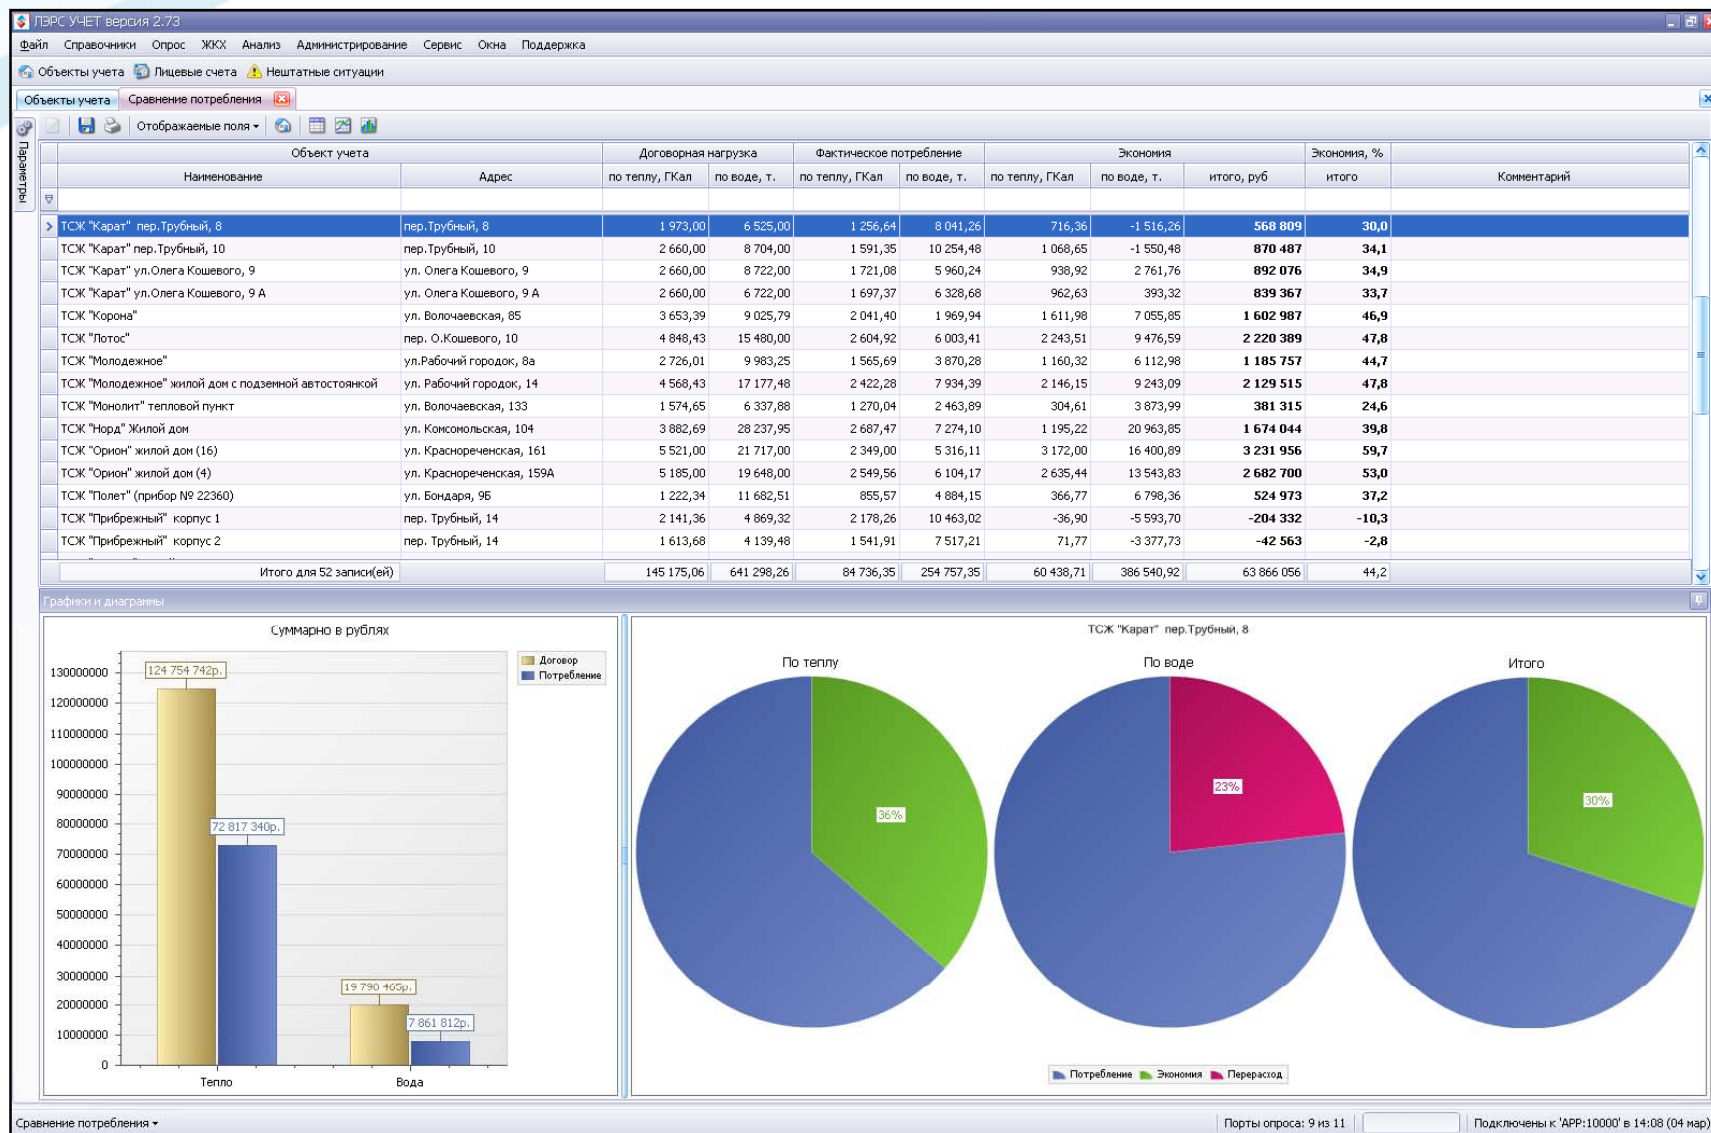 ЛЭРС УЧЕТ версия 2.73
Файл Справочники Опрос ЖКХ Анализ Администрирование Сервис Окна Поддержка
Объекты учета Лицевые счета Нештатные ситуации
Объекты учета Сравнение потребления
Параметры
Отображаемые поля
Объект учета Договорная нагрузка Фактическое потребление Экономия Экономия, %
Наименование Адрес по теплу, ГКал по воде, т. по теплу, ГКал по воде, т. по теплу, ГКал по воде, т. итого, руб итого Комментарий
ТСЖ "Карат" пер.Трубный, 8 пер.Трубный, 8 1 973,00 6 525,00 1 256,64 8 041,26 716,36 -1 516,26 568 809 30,0
ТСЖ "Карат" пер.Трубный, 10 пер.Трубный, 10 2 660,00 8 704,00 1 591,35 10 254,48 1 068,65 -1 550,48 870 487 34,1
ТСЖ "Карат" ул.Олега Кошевого, 9 ул. Олега Кошевого, 9 2 660,00 8 722,00 1 721,08 5 960,24 938,92 2 761,76 892 076 34,9
ТСЖ "Карат" ул.Олега Кошевого, 9 А ул. Олега Кошевого, 9 А 2 660,00 6 722,00 1 697,37 6 328,68 962,63 393,32 839 367 33,7
ТСЖ "Корона" ул. Волочаевская, 85 3 653,39 9 025,79 2 041,40 1 969,94 1 611,98 7 055,85 1 602 987 46,9
ТСЖ "Лотос" пер. О.Кошевого, 10 4 848,43 15 480,00 2 604,92 6 003,41 2 243,51 9 476,59 2 220 389 47,8
ТСЖ "Молодежное" ул.Рабочий городок, 8а 2 726,01 9 983,25 1 565,69 3 870,28 1 160,32 6 112,98 1 185 757 44,7
ТСЖ "Молодежное" жилой дом с подземной автостоянкой ул. Рабочий городок, 14 4 568,43 17 177,48 2 422,28 7 934,39 2 146,15 9 243,09 2 129 515 47,8
ТСЖ "Монолит" тепловой пункт ул. Волочаевская, 133 1 574,65 6 337,88 1 270,04 2 463,89 304,61 3 873,99 381 315 24,6
ТСЖ "Норд" Жилой дом ул. Комсомольская, 104 3 882,69 28 237,95 2 687,47 7 274,10 1 195,22 20 963,85 1 674 044 39,8
ТСЖ "Орион" жилой дом (16) ул. Краснореченская, 161 5 521,00 21 717,00 2 349,00 5 316,11 3 172,00 16 400,89 3 231 956 59,7
ТСЖ "Орион" жилой дом (4) ул. Краснореченская, 159А 5 185,00 19 648,00 2 549,56 6 104,17 2 635,44 13 543,83 2 682 700 53,0
ТСЖ "Полет" (прибор № 22360) ул. Бондаря, 9Б 1 222,34 11 682,51 855,57 4 884,15 366,77 6 798,36 524 973 37,2
ТСЖ "Прибрежный" корпус 1 пер. Трубный, 14 2 141,36 4 869,32 2 178,26 10 463,02 -36,90 -5 593,70 -204 332 -10,3
ТСЖ "Прибрежный" корпус 2 пер. Трубный, 14 1 613,68 4 139,48 1 541,91 7 517,21 71,77 -3 377,73 -42 563 -2,8
Итого для 52 записи(ей) 145 175,06 641 298,26 84 736,35 254 757,35 60 438,71 386 540,92 63 866 056 44,2
Графики и диаграммы
Суммарно в рублях
Договор
Потребление
130000000
120000000
110000000
100000000
90000000
80000000
70000000
60000000
50000000
40000000
30000000
20000000
10000000
0
124 754 742р.
72 817 340р.
19 790 465р.
7 861 812р.
Тепло Вода
ТСЖ "Карат" пер.Трубный, 8
По теплу По воде Итого
36% 23% 30%
Потребление Экономия Перерасход
Сравнение потребления Порты опроса: 9 из 11 Подключены к 'APP:10000' в 14:08 (04 мар)